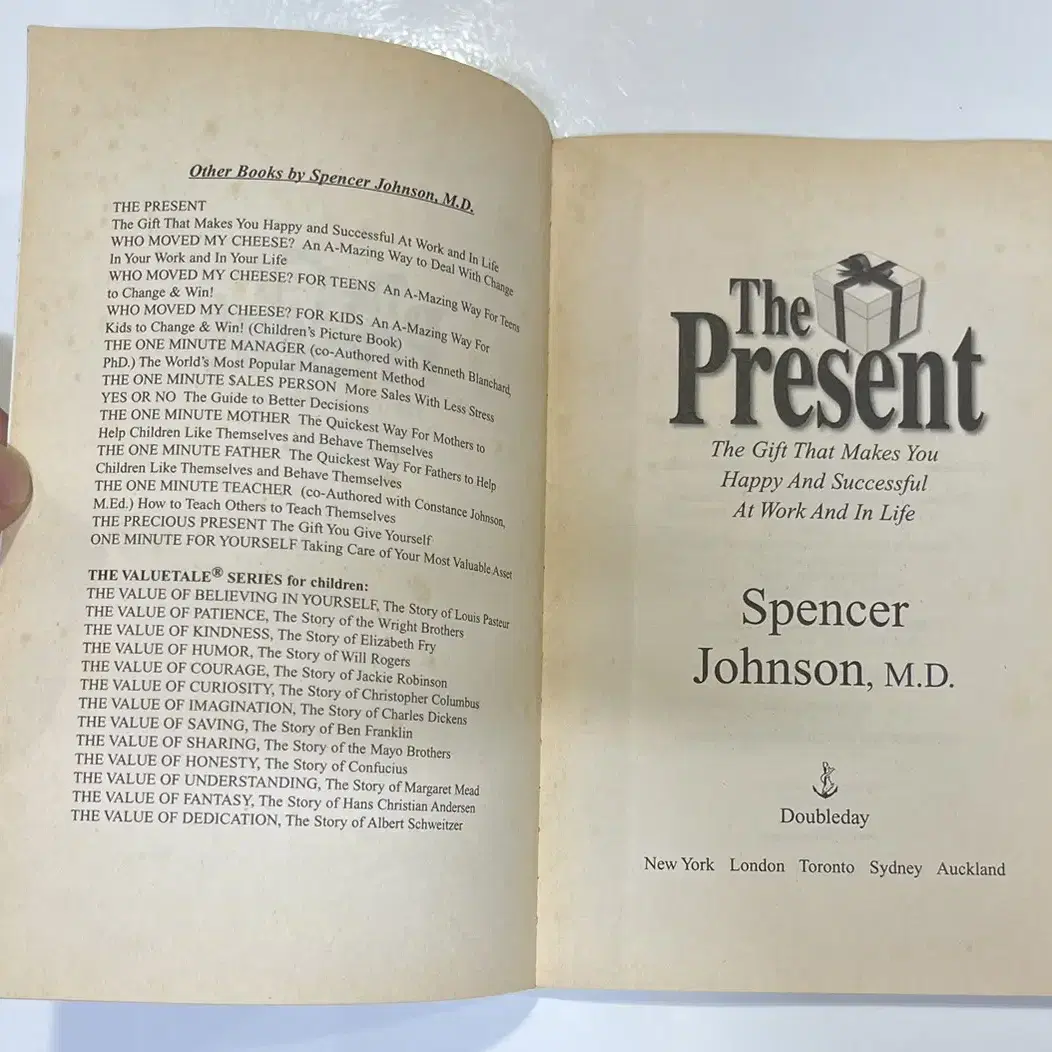 Other Books by Spencer Johnson, M.D.
THE PRESENT
The Gift That Makes You Happy and Successful At Work and In Life
WHO MOVED MY CHEESE? An A-Mazing Way to Deal With Change
In Your Work and In Your Life
WHO MOVED MY CHEESE? FOR TEENS An A-Mazing Way For Teens
to Change & Win!
WHO MOVED MY CHEESE? FOR KIDS An A-Mazing Way For
Kids to Change & Win! (Children's Picture Book)
THE ONE MINUTE MANAGER (co-Authored with Kenneth Blanchard,
PhD.) The World's Most Popular Management Method
THE ONE MINUTE $ALES PERSON More Sales With Less Stress
YES OR NO The Guide to Better Decisions
THE ONE MINUTE MOTHER The Quickest Way For Mothers to
Help Children Like Themselves and Behave Themselves
THE ONE MINUTE FATHER The Quickest Way For Fathers to Help
Children Like Themselves and Behave Themselves
THE ONE MINUTE TEACHER (co-Authored with Constance Johnson,
M.Ed.) How to Teach Others to Teach Themselves
THE PRECIOUS PRESENT The Gift You Give Yourself
ONE MINUTE FOR YOURSELF Taking Care of Your Most Valuable Asset
THE VALUETALE® SERIES for children:
THE VALUE OF BELIEVING IN YOURSELF, The Story of Louis Pasteur
THE VALUE OF PATIENCE, The Story of the Wright Brothers
THE VALUE OF KINDNESS, The Story of Elizabeth Fry
THE VALUE OF HUMOR, The Story of Will Rogers
THE VALUE OF COURAGE, The Story of Jackie Robinson
THE VALUE OF CURIOSITY, The Story of Christopher Columbus
THE VALUE OF IMAGINATION, The Story of Charles Dickens
THE VALUE OF SAVING, The Story of Ben Franklin
THE VALUE OF SHARING, The Story of the Mayo Brothers
THE VALUE OF HONESTY, The Story of Confucius
THE VALUE OF UNDERSTANDING, The Story of Margaret Mead
THE VALUE OF FANTASY, The Story of Hans Christian Andersen
THE VALUE OF DEDICATION, The Story of Albert Schweitzer
The
Present
The Gift That Makes You
Happy And Successful
At Work And In Life
Spencer
Johnson, M.D.
Doubleday
New York London Toronto Sydney Auckland